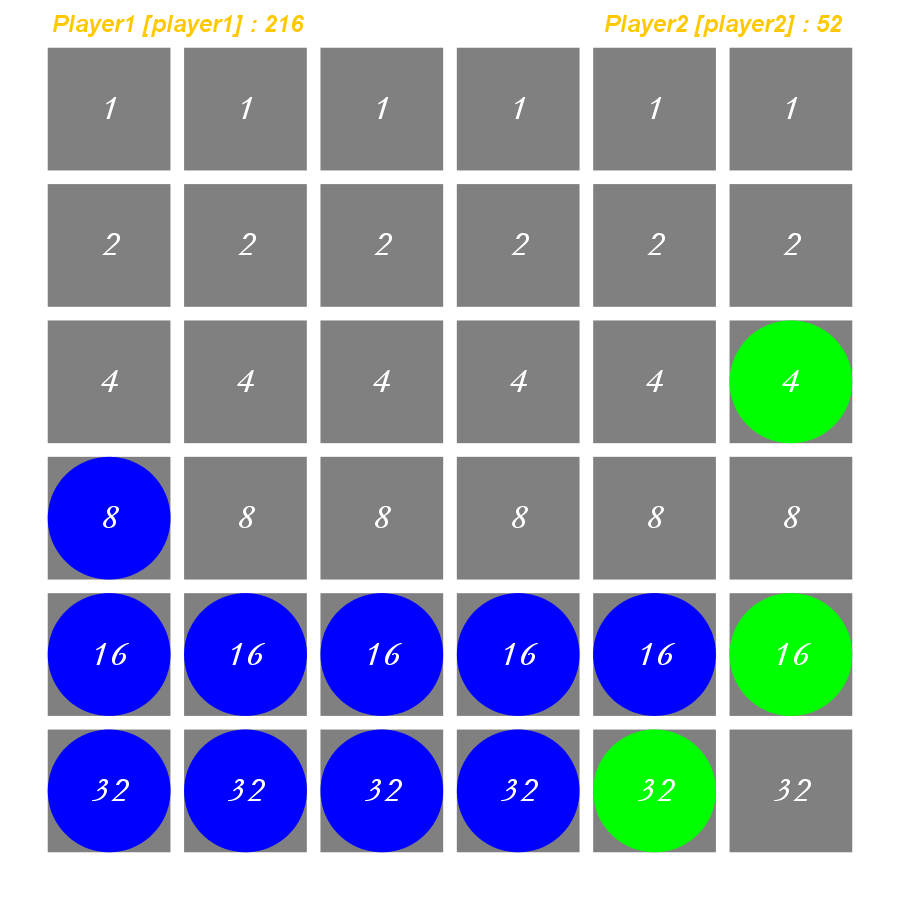 Player1 [player1] : 216 Player2 [player2] : 52
1 1 1 1 1 1
2 2 2 2 2 2
4 4 4 4 4 4
8 8 8 8 8 8
16 16 16 16 16 16
32 32 32 32 32 32